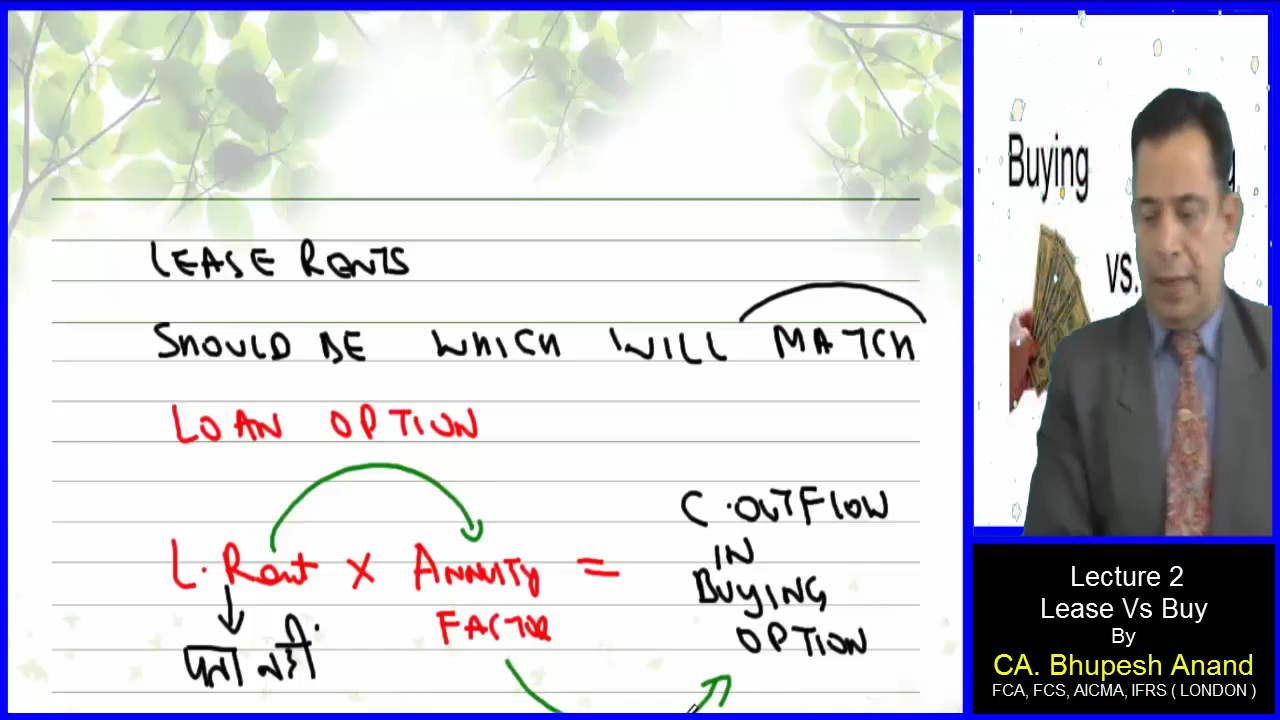 LEASE RENTS
SHOULD BE WHICH WILL MATCH
LOAN OPTION
L. Rent x ANNUITY FACTOR =
C. OUTFLOW
IN
BUYING
OPTION
पता नहीं
Buying
vs.
Lecture 2
Lease Vs Buy
By
CA. Bhupesh Anand
FCA, FCS, AICMA, IFRS ( LONDON )